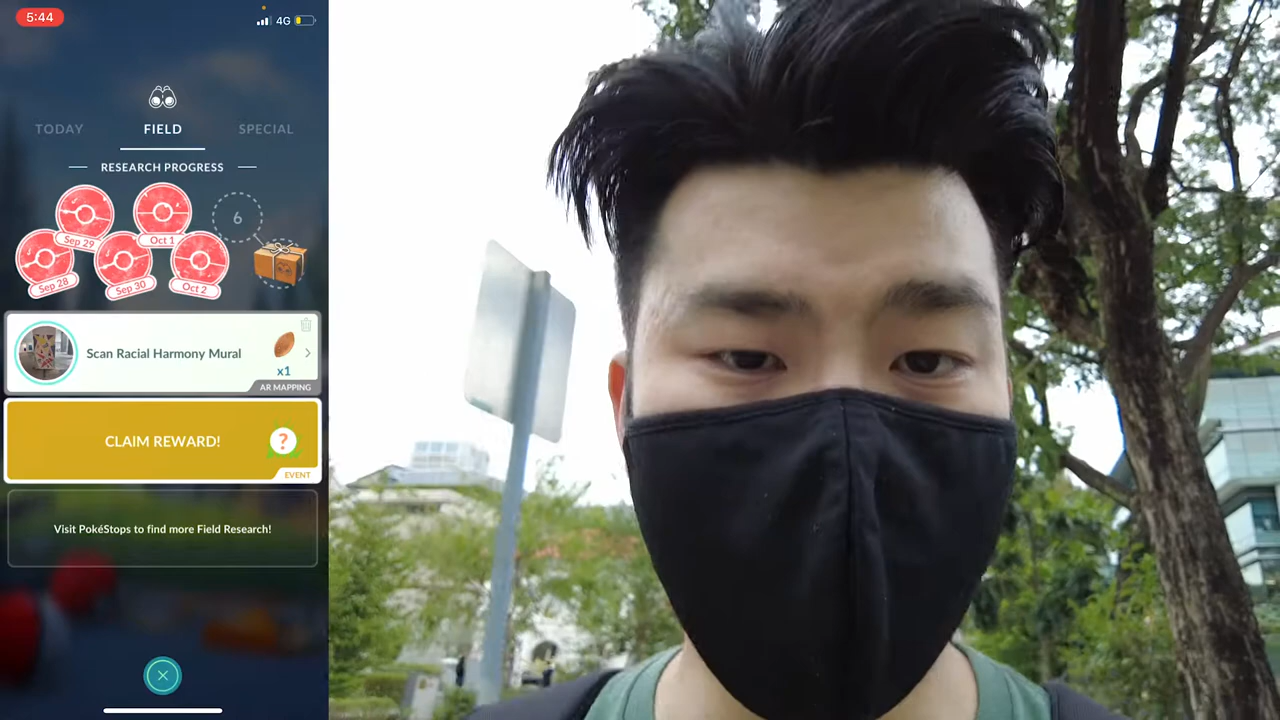 5:44
4G
TODAY FIELD SPECIAL
RESEARCH PROGRESS
6
Sep 29
Oct 1
Sep 28
Sep 30
Oct 2
Scan Racial Harmony Mural
x1
AR MAPPING
CLAIM REWARD!
?
EVENT
Visit PokéStops to find more Field Research!